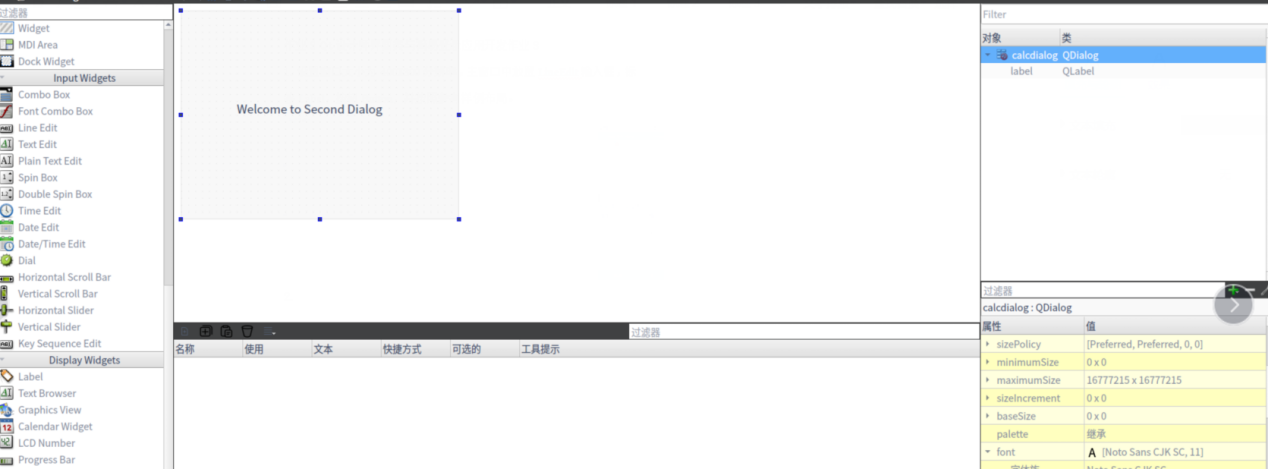 过滤器
Widget
MDI Area
Dock Widget
Input Widgets
Combo Box
Font Combo Box
Line Edit
Text Edit
Plain Text Edit
Spin Box
Double Spin Box
Time Edit
Date Edit
Date/Time Edit
Dial
Horizontal Scroll Bar
Vertical Scroll Bar
Horizontal Slider
Vertical Slider
Key Sequence Edit
Display Widgets
Label
Text Browser
Graphics View
Calendar Widget
LCD Number
Progress Bar
Welcome to Second Dialog
过滤器
名称 使用 文本 快捷方式 可选的 工具提示
Filter
对象 类
calcdialog QDialog
label QLabel
过滤器
calcdialog : QDialog
属性 值
sizePolicy [Preferred, Preferred, 0, 0]
minimumSize 0 x 0
maximumSize 16777215 x 16777215
sizeIncrement 0 x 0
baseSize 0 x 0
palette 继承
font A [Noto Sans CJK SC, 11]